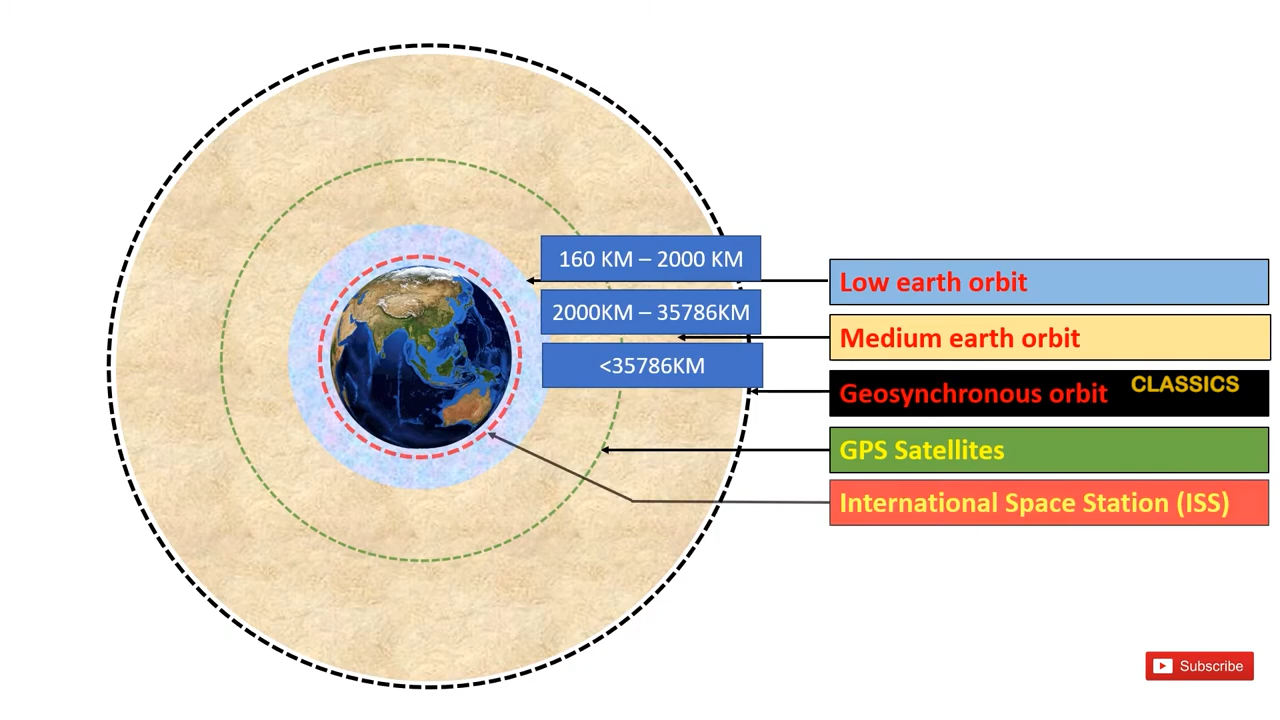 160 KM – 2000 KM
Low earth orbit
2000KM – 35786KM
Medium earth orbit
<35786KM
Geosynchronous orbit
CLASSICS
GPS Satellites
International Space Station (ISS)
Subscribe